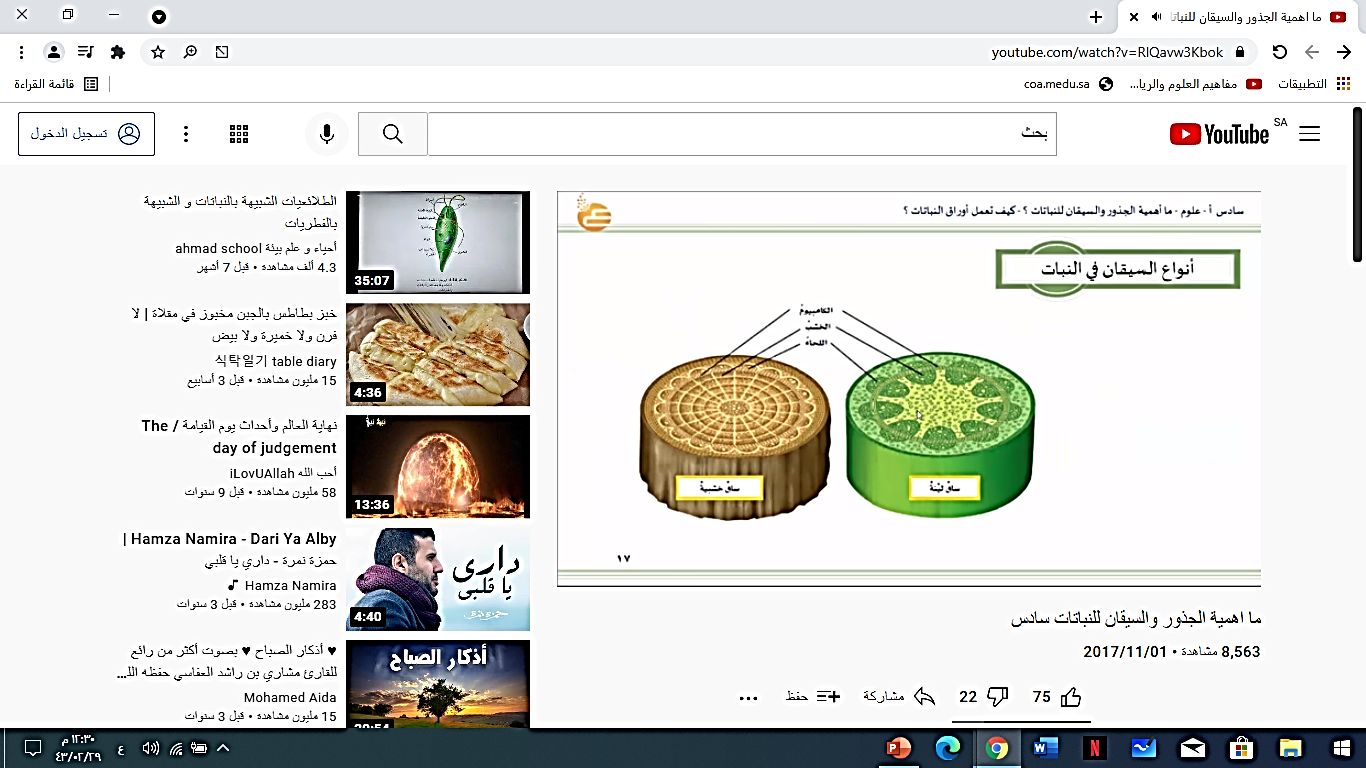 ما اهمية الجذور والسيقان للنباتا
youtube.com/watch?v=RlQavw3Kbok
التطبيقات
مفاهيم العلوم والريا...
coa.medu.sa
قائمة القراءة
YouTube SA
بحث
تسجيل الدخول
سادس أ - علوم - ما أهمية الجذور والسيقان للنباتات ؟ - كيف تعمل أوراق النباتات ؟
أنواع السيقان في النبات
الكامبيوم
الخشب
اللحاء
ساق خشبية
ساق لينة
١٧
ما اهمية الجذور والسيقان للنباتات سادس
8,563 مشاهدة • 2017/11/01
75
22
مشاركة
حفظ
35:07
الطلائعيات الشبيهة بالنباتات و الشبيهة
بالفطريات
أحياء و علم بيئة ahmad school
4.3 ألف مشاهدة • قبل 7 أشهر
4:36
خبز بطاطس بالجبن مخبوز في مقلاة | لا
فرن ولا خميرة ولا بيض
식탁일기 table diary
15 مليون مشاهدة • قبل 3 أسابيع
13:36
نهاية العالم وأحداث يوم القيامة / The
day of judgement
أحب الله iLovUAllah
58 مليون مشاهدة • قبل 9 سنوات
دارى
يا قلبى
4:40
Hamza Namira - Dari Ya Alby |
حمزة نمرة - داري يا قلبي
Hamza Namira
283 مليون مشاهدة • قبل 3 سنوات
أذكار الصباح
♥ أذكار الصباح ♥ بصوت أكثر من رائع
للقارئ مشاري بن راشد العفاسي حفظه الل...
Mohamed Aida
15 مليون مشاهدة • قبل 3 سنوات
ع
١٢:٣٠ م
٤٣/٠٢/٢٩